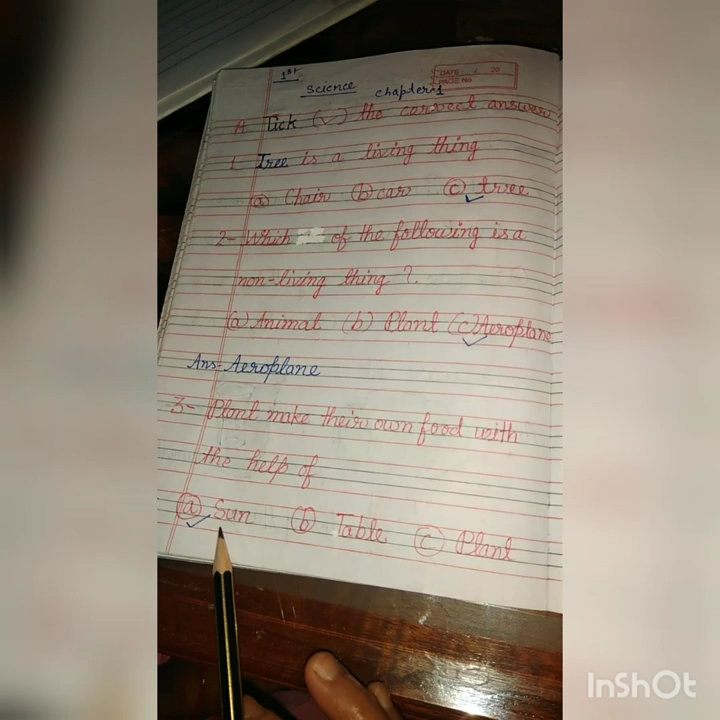 1st
Science chapter-1
DATE / / 20
PAGE NO
A Tick (✓) the correct answer
1 Tree is a living thing
(a) Chair (b) car (c) tree
2- Which of the following is a
non-living thing ?
(a) Animal (b) Plant (c) Aeroplane
Ans- Aeroplane
3- Plant make their own food with
the help of
(a) Sun (b) Table (c) Plant
InShOt